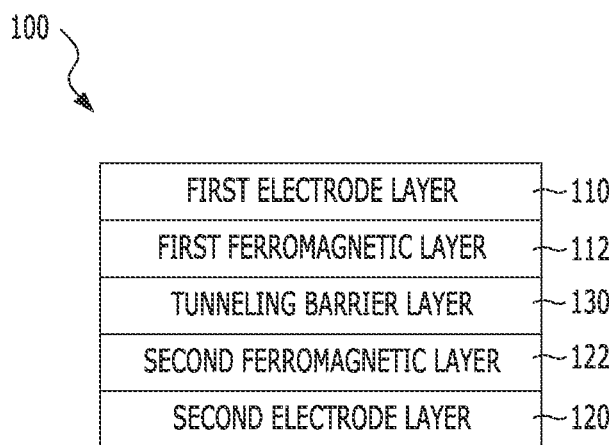 100
FIRST ELECTRODE LAYER 110
FIRST FERROMAGNETIC LAYER 112
TUNNELING BARRIER LAYER 130
SECOND FERROMAGNETIC LAYER 122
SECOND ELECTRODE LAYER 120